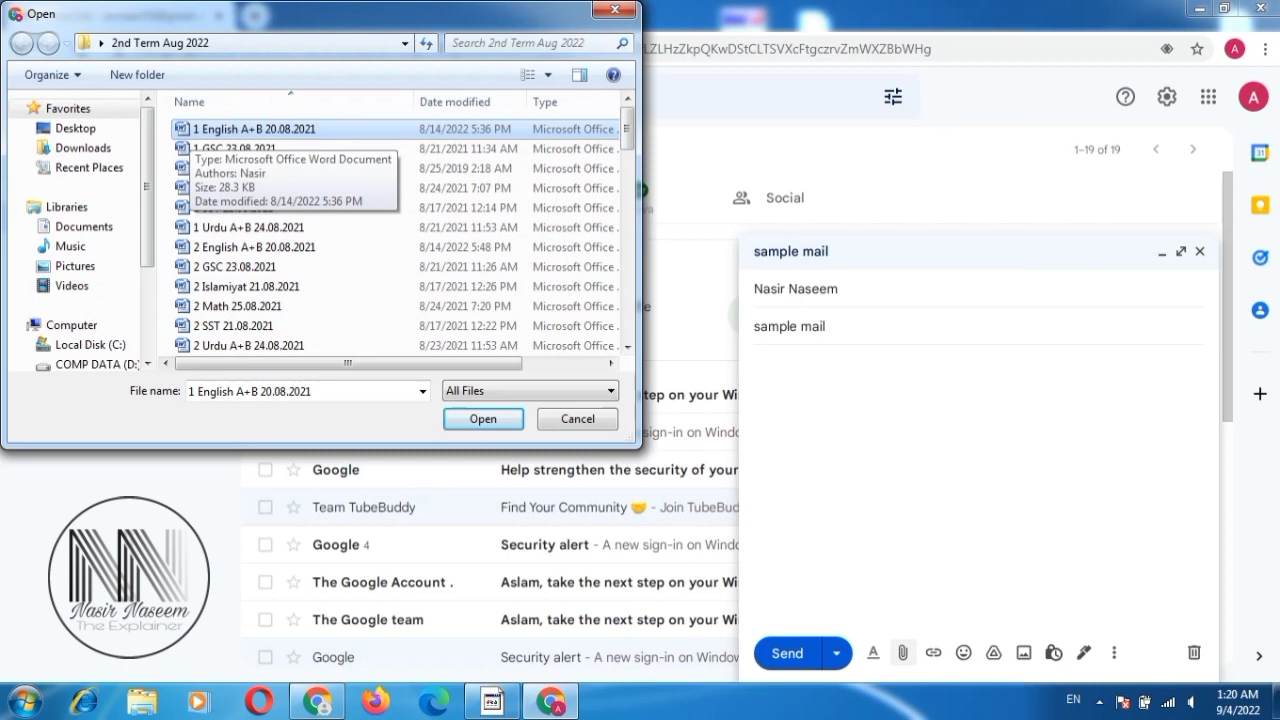 Open
2nd Term Aug 2022
Search 2nd Term Aug 2022
LZLHzZkpQKwDStCLTSVXcFtgczrvZmWXZBbWHg
A
Organize
New folder
Favorites
Desktop
Downloads
Recent Places
Libraries
Documents
Music
Pictures
Videos
Computer
Local Disk (C:)
COMP DATA (D:)
Name Date modified Type
1 English A+B 20.08.2021 8/14/2022 5:36 PM Microsoft Office
1 GSC 23.08.2021 8/21/2021 11:34 AM Microsoft Office
8/25/2019 2:18 AM Microsoft Office
8/24/2021 7:07 PM Microsoft Office
8/17/2021 12:14 PM Microsoft Office
1 Urdu A+B 24.08.2021 8/21/2021 11:53 AM Microsoft Office
2 English A+B 20.08.2021 8/14/2022 5:48 PM Microsoft Office
2 GSC 23.08.2021 8/21/2021 11:26 AM Microsoft Office
2 Islamiyat 21.08.2021 8/17/2021 12:26 PM Microsoft Office
2 Math 25.08.2021 8/24/2021 7:20 PM Microsoft Office
2 SST 21.08.2021 8/17/2021 12:22 PM Microsoft Office
2 Urdu A+B 24.08.2021 8/23/2021 11:53 AM Microsoft Office
Type: Microsoft Office Word Document
Authors: Nasir
Size: 28.3 KB
Date modified: 8/14/2022 5:36 PM
File name: 1 English A+B 20.08.2021 All Files
Open Cancel
A
1–19 of 19
Social
31
sample mail
Nasir Naseem
sample mail
tep on your Wi
sign-in on Windo
Google Help strengthen the security of your
Team TubeBuddy Find Your Community 🤝 - Join TubeBud
Google 4 Security alert - A new sign-in on Windo
The Google Account . Aslam, take the next step on your Wi
The Google team Aslam, take the next step on your Wi
Google Security alert - A new sign-in on Window
Send
NN
Nasir Naseem
The Explainer
EN
1:20 AM
9/4/2022